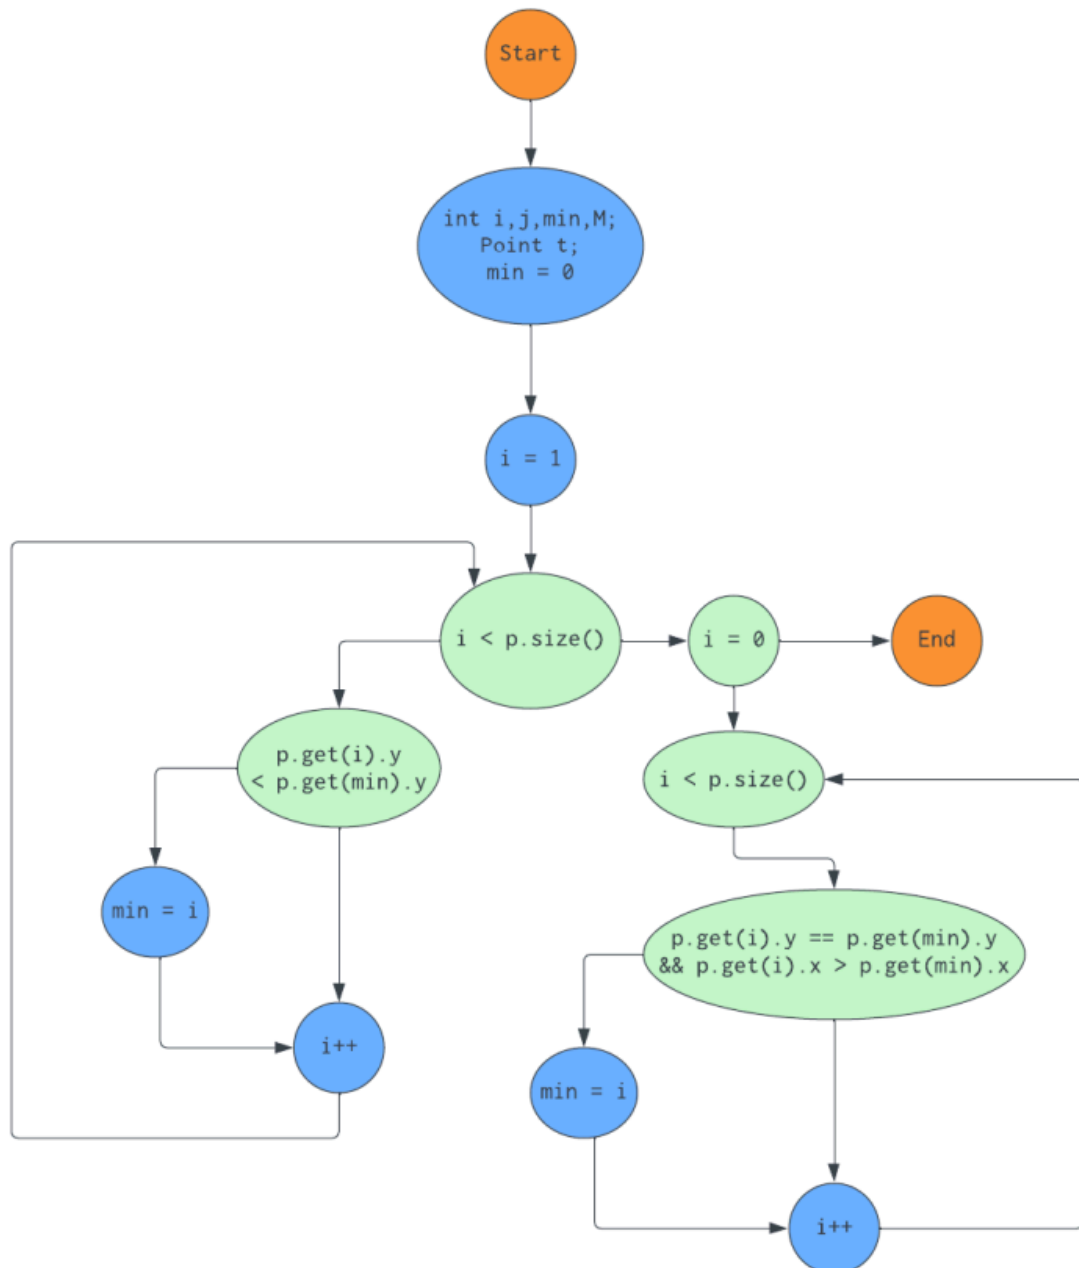 Start
int i,j,min,M;
Point t;
min = 0
i = 1
i < p.size()
i = 0
End
p.get(i).y
< p.get(min).y
i < p.size()
min = i
p.get(i).y == p.get(min).y
&& p.get(i).x > p.get(min).x
i++
min = i
i++